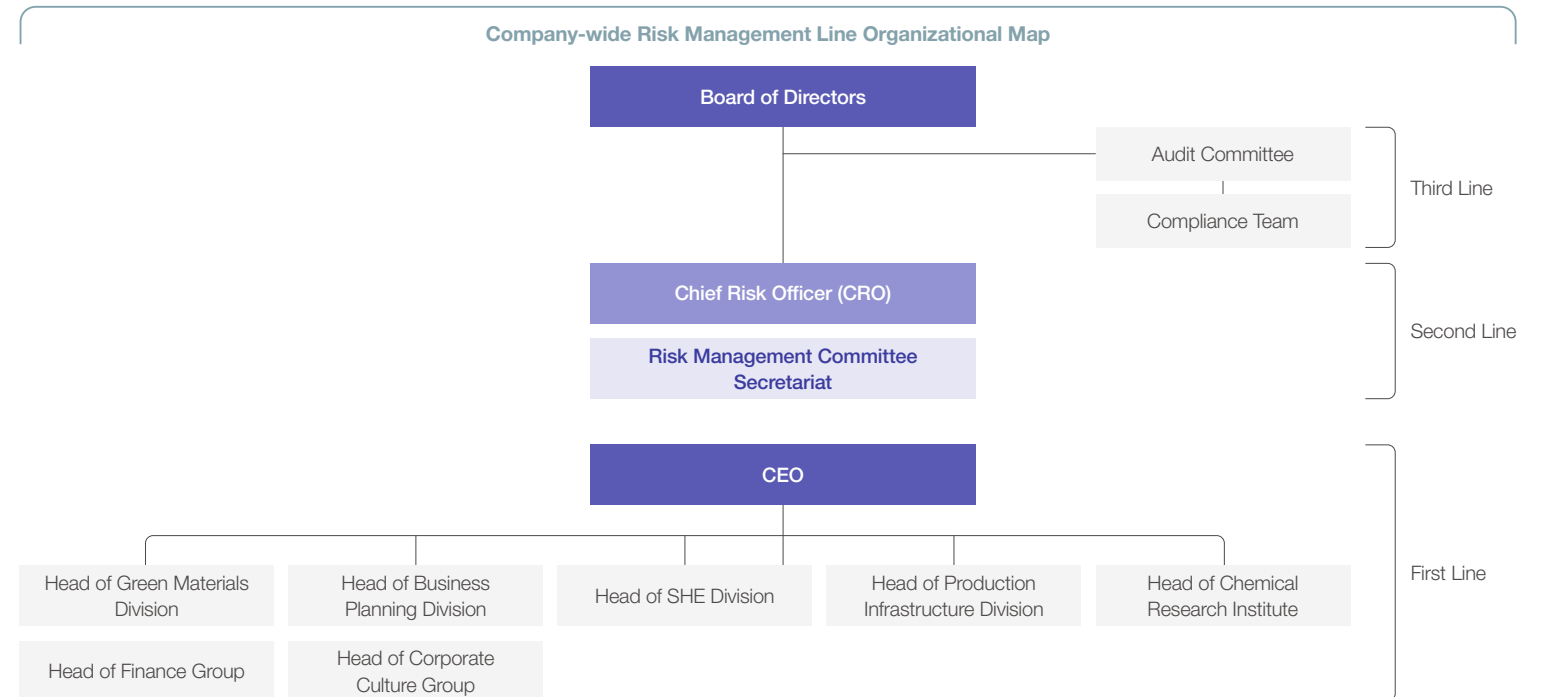 Company-wide Risk Management Line Organizational Map
Board of Directors
Audit Committee
Third Line
Compliance Team
Chief Risk Officer (CRO)
Second Line
Risk Management Committee
Secretariat
CEO
Head of Green Materials
Division
Head of Business
Planning Division
Head of SHE Division
Head of Production
Infrastructure Division
Head of Chemical
Research Institute
First Line
Head of Finance Group
Head of Corporate
Culture Group